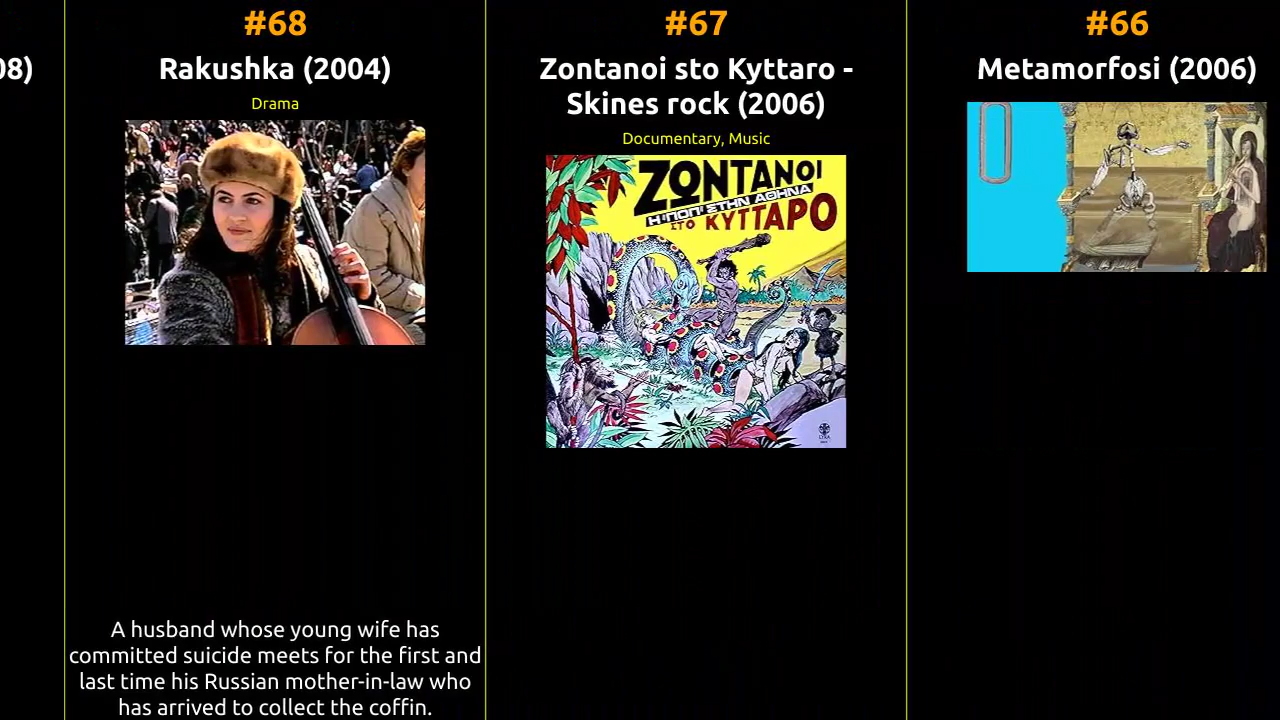 08)
#68
Rakushka (2004)
Drama
A husband whose young wife has
committed suicide meets for the first and
last time his Russian mother-in-law who
has arrived to collect the coffin.
#67
Zontanoi sto Kyttaro -
Skines rock (2006)
Documentary, Music
ΖΩΝΤΑΝΟΙ
Η 'ΠΟΠ' ΣΤΗΝ ΑΘΗΝΑ
ΣΤΟ ΚΥΤΤΑΡΟ
LYRA
#66
Metamorfosi (2006)